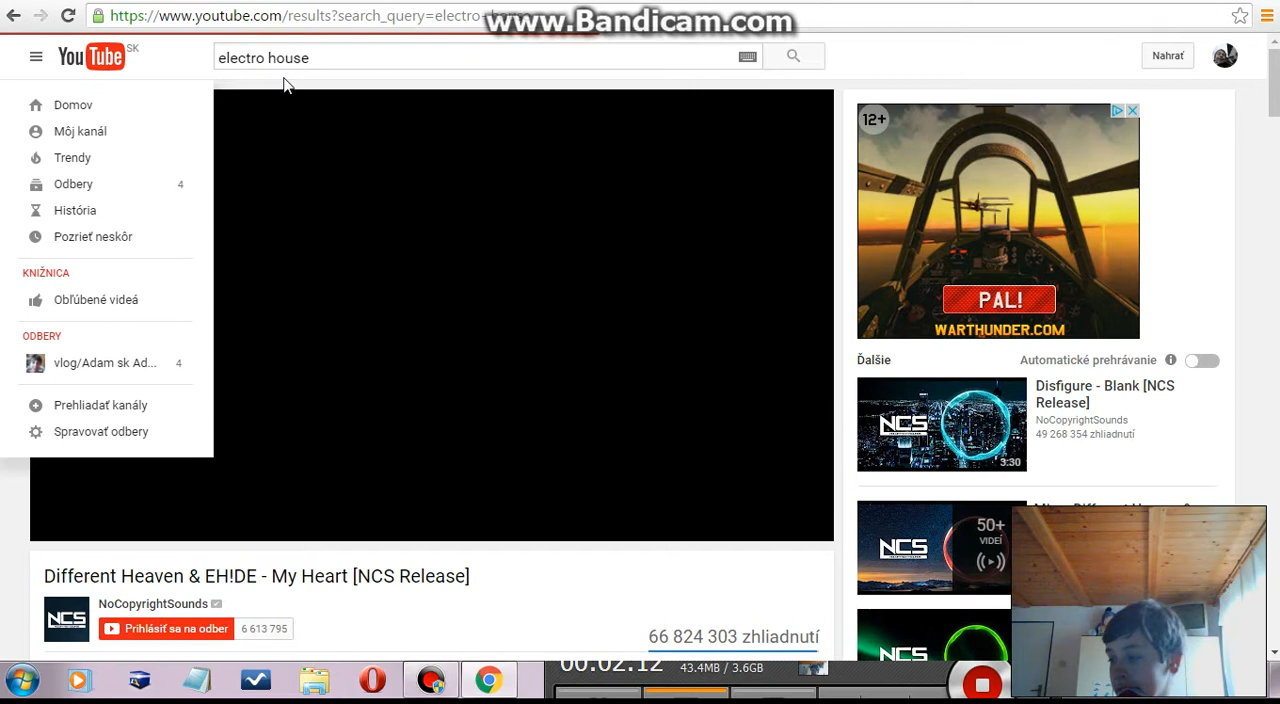 https://www.youtube.com/results?search_query=electro
www.Bandicam.com
YouTube SK
electro house
Nahrať
Domov
Môj kanál
Trendy
Odbery 4
História
Pozrieť neskôr
KNIŽNICA
Obľúbené videá
ODBERY
vlog/Adam sk Ad... 4
Prehliadať kanály
Spravovať odbery
12+
PAL!
WARTHUNDER.COM
Ďalšie
Automatické prehrávanie
NCS
3:30
Disfigure - Blank [NCS
Release]
NoCopyrightSounds
49 268 354 zhliadnutí
NCS
50+
VIDEÍ
NCS
Different Heaven & EH!DE - My Heart [NCS Release]
NCS
NoCopyrightSounds
Prihlásiť sa na odber 6 613 795
66 824 303 zhliadnutí
00:02:12
43.4MB / 3.6GB